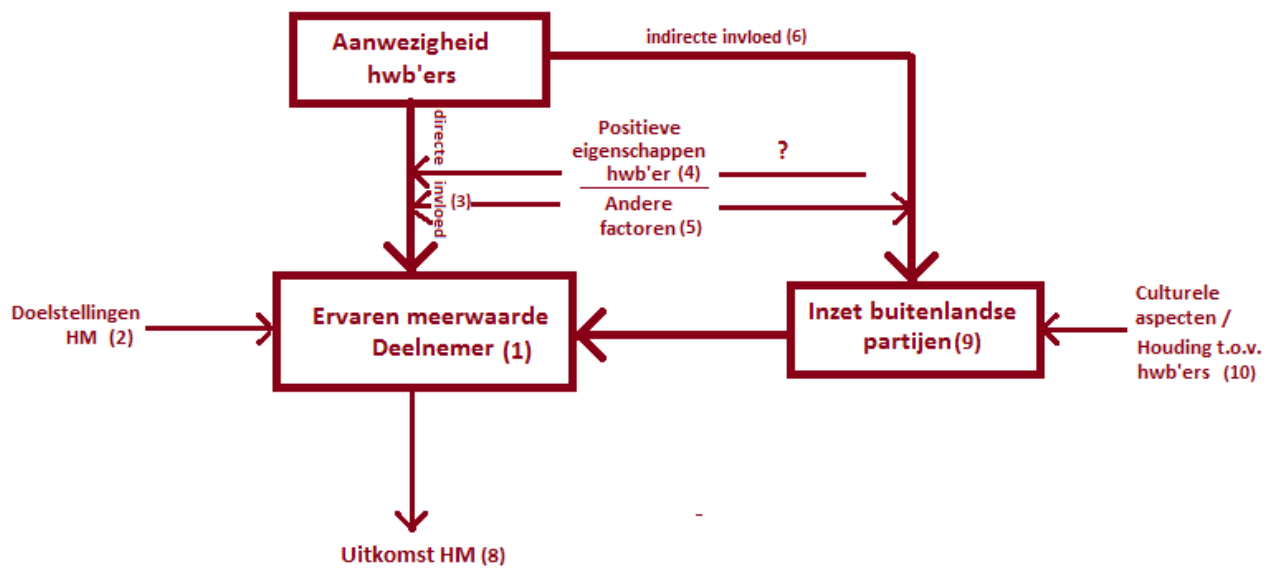 Aanwezigheid
hwb'ers
indirecte invloed (6)
directe
invloed
(3)
Positieve
eigenschappen
hwb'er (4)
?
Andere
factoren (5)
Doelstellingen
HM (2)
Ervaren meerwaarde
Deelnemer (1)
Inzet buitenlandse
partijen (9)
Culturele
aspecten /
Houding t.o.v.
hwb'ers (10)
Uitkomst HM (8)